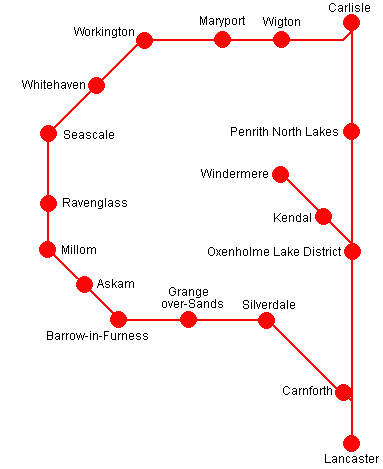 Carlisle
Maryport
Wigton
Workington
Whitehaven
Seascale
Penrith North Lakes
Windermere
Ravenglass
Kendal
Millom
Oxenholme Lake District
Askam
Grange
over-Sands
Silverdale
Barrow-in-Furness
Carnforth
Lancaster